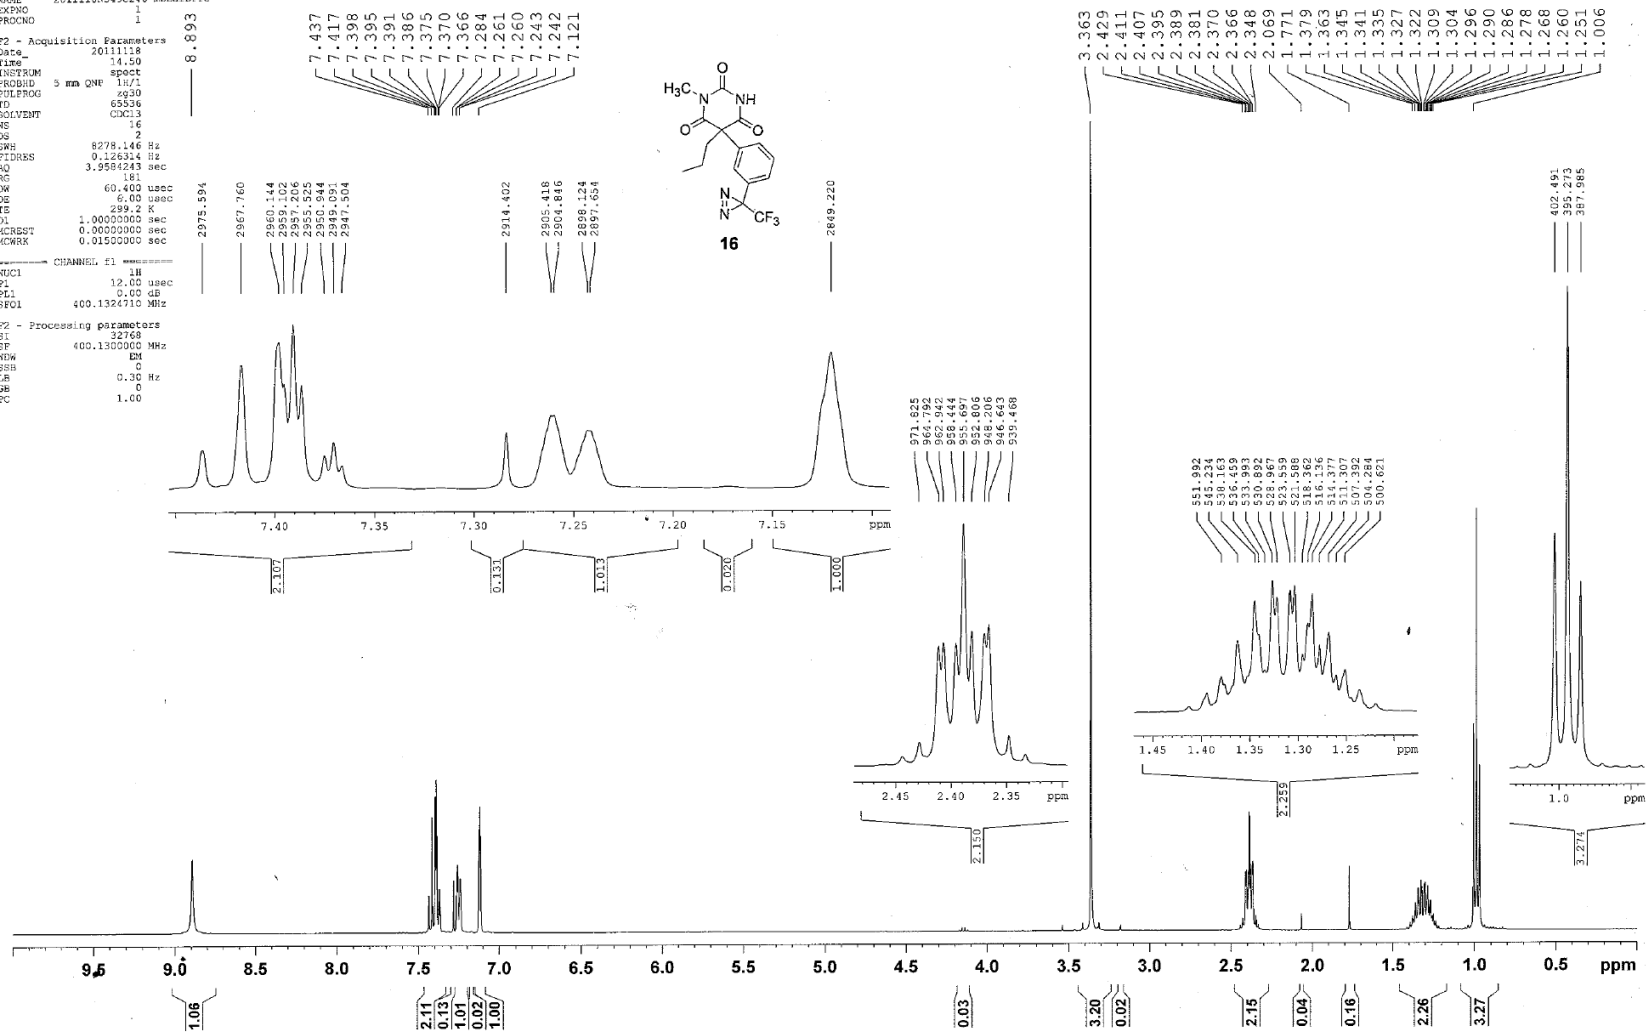 EXPNO 1
PROCNO 1
F2 - Acquisition Parameters
Date_ 20111118
Time 14.50
INSTRUM spect
PROBHD 5 mm QNP 1H/1
PULPROG zg30
TD 65536
SOLVENT CDCl3
NS 16
DS 2
SWH 8278.146 Hz
FIDRES 0.126314 Hz
AQ 3.9584243 sec
RG 181
DW 60.400 usec
DE 6.00 usec
TE 299.2 K
D1 1.00000000 sec
MCREST 0.00000000 sec
MCWRK 0.01500000 sec
======== CHANNEL f1 ========
NUC1 1H
P1 12.00 usec
PL1 0.00 dB
SFO1 400.1324710 MHz
F2 - Processing parameters
SI 32768
SF 400.1300000 MHz
WDW EM
SSB 0
LB 0.30 Hz
GB 0
PC 1.00
8.893
7.437
7.417
7.398
7.395
7.391
7.386
7.375
7.370
7.366
7.284
7.261
7.260
7.243
7.242
7.121
3.363
2.429
2.411
2.407
2.395
2.389
2.381
2.370
2.366
2.348
2.069
1.771
1.379
1.363
1.345
1.341
1.335
1.327
1.322
1.309
1.304
1.296
1.290
1.286
1.278
1.268
1.260
1.251
1.006
O
H3C
N
NH
O
O
N
N
CF3
16
2975.594
2967.760
2960.144
2959.102
2957.206
2955.525
2950.944
2949.091
2947.504
2914.402
2905.418
2904.846
2898.124
2897.654
2849.220
7.40 7.35 7.30 7.25 7.20 7.15 ppm
2.107
0.131
1.013
0.020
1.000
971.825
964.792
962.942
958.444
955.697
952.806
948.206
946.643
939.468
2.45 2.40 2.35 ppm
2.150
551.992
545.234
538.163
536.459
533.993
530.892
528.967
523.559
521.588
518.362
516.136
514.377
511.307
507.392
504.284
500.621
1.45 1.40 1.35 1.30 1.25 ppm
2.259
402.491
395.273
387.985
1.0 ppm
3.274
9.5 9.0 8.5 8.0 7.5 7.0 6.5 6.0 5.5 5.0 4.5 4.0 3.5 3.0 2.5 2.0 1.5 1.0 0.5 ppm
1.06
2.11
0.13
1.01
0.02
1.00
0.03
3.20
0.02
2.15
0.04
0.16
2.26
3.27